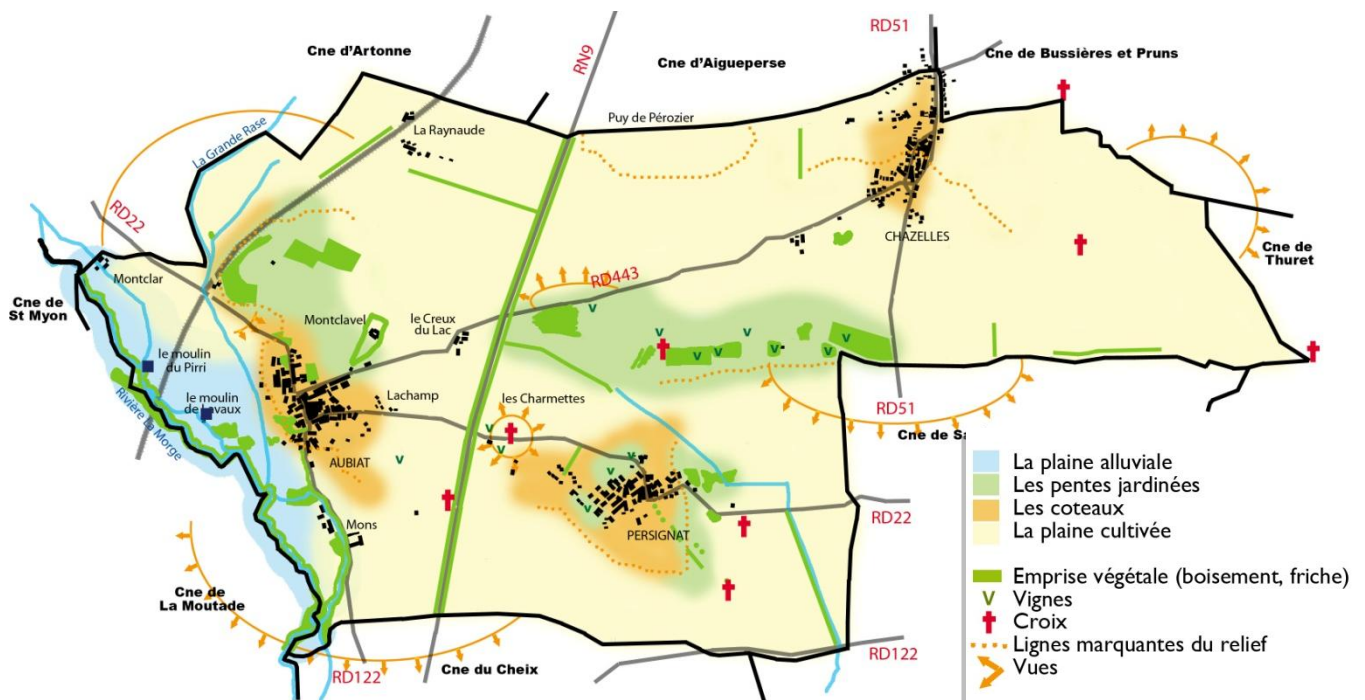 RD51
Cne d'Artonne
RN9
Cne d'Aigueperse
Cne de Bussières et Pruns
La Raynaude
Puy de Pérozier
La Grande Rase
RD22
CHAZELLES
Cne de
Thuret
Montclar
RD443
Cne de
St Myon
Montclavel
le Creux
du Lac
le moulin
du Pirri
le moulin
de Lavaux
Lachamp
les Charmettes
RD51
Rivière La Morge
Cne de Sa
AUBIAT
Mons
PERSIGNAT
RD22
Cne de
La Moutade
RD122
Cne du Cheix
RD122
La plaine alluviale
Les pentes jardinées
Les coteaux
La plaine cultivée
Emprise végétale (boisement, friche)
Vignes
Croix
Lignes marquantes du relief
Vues